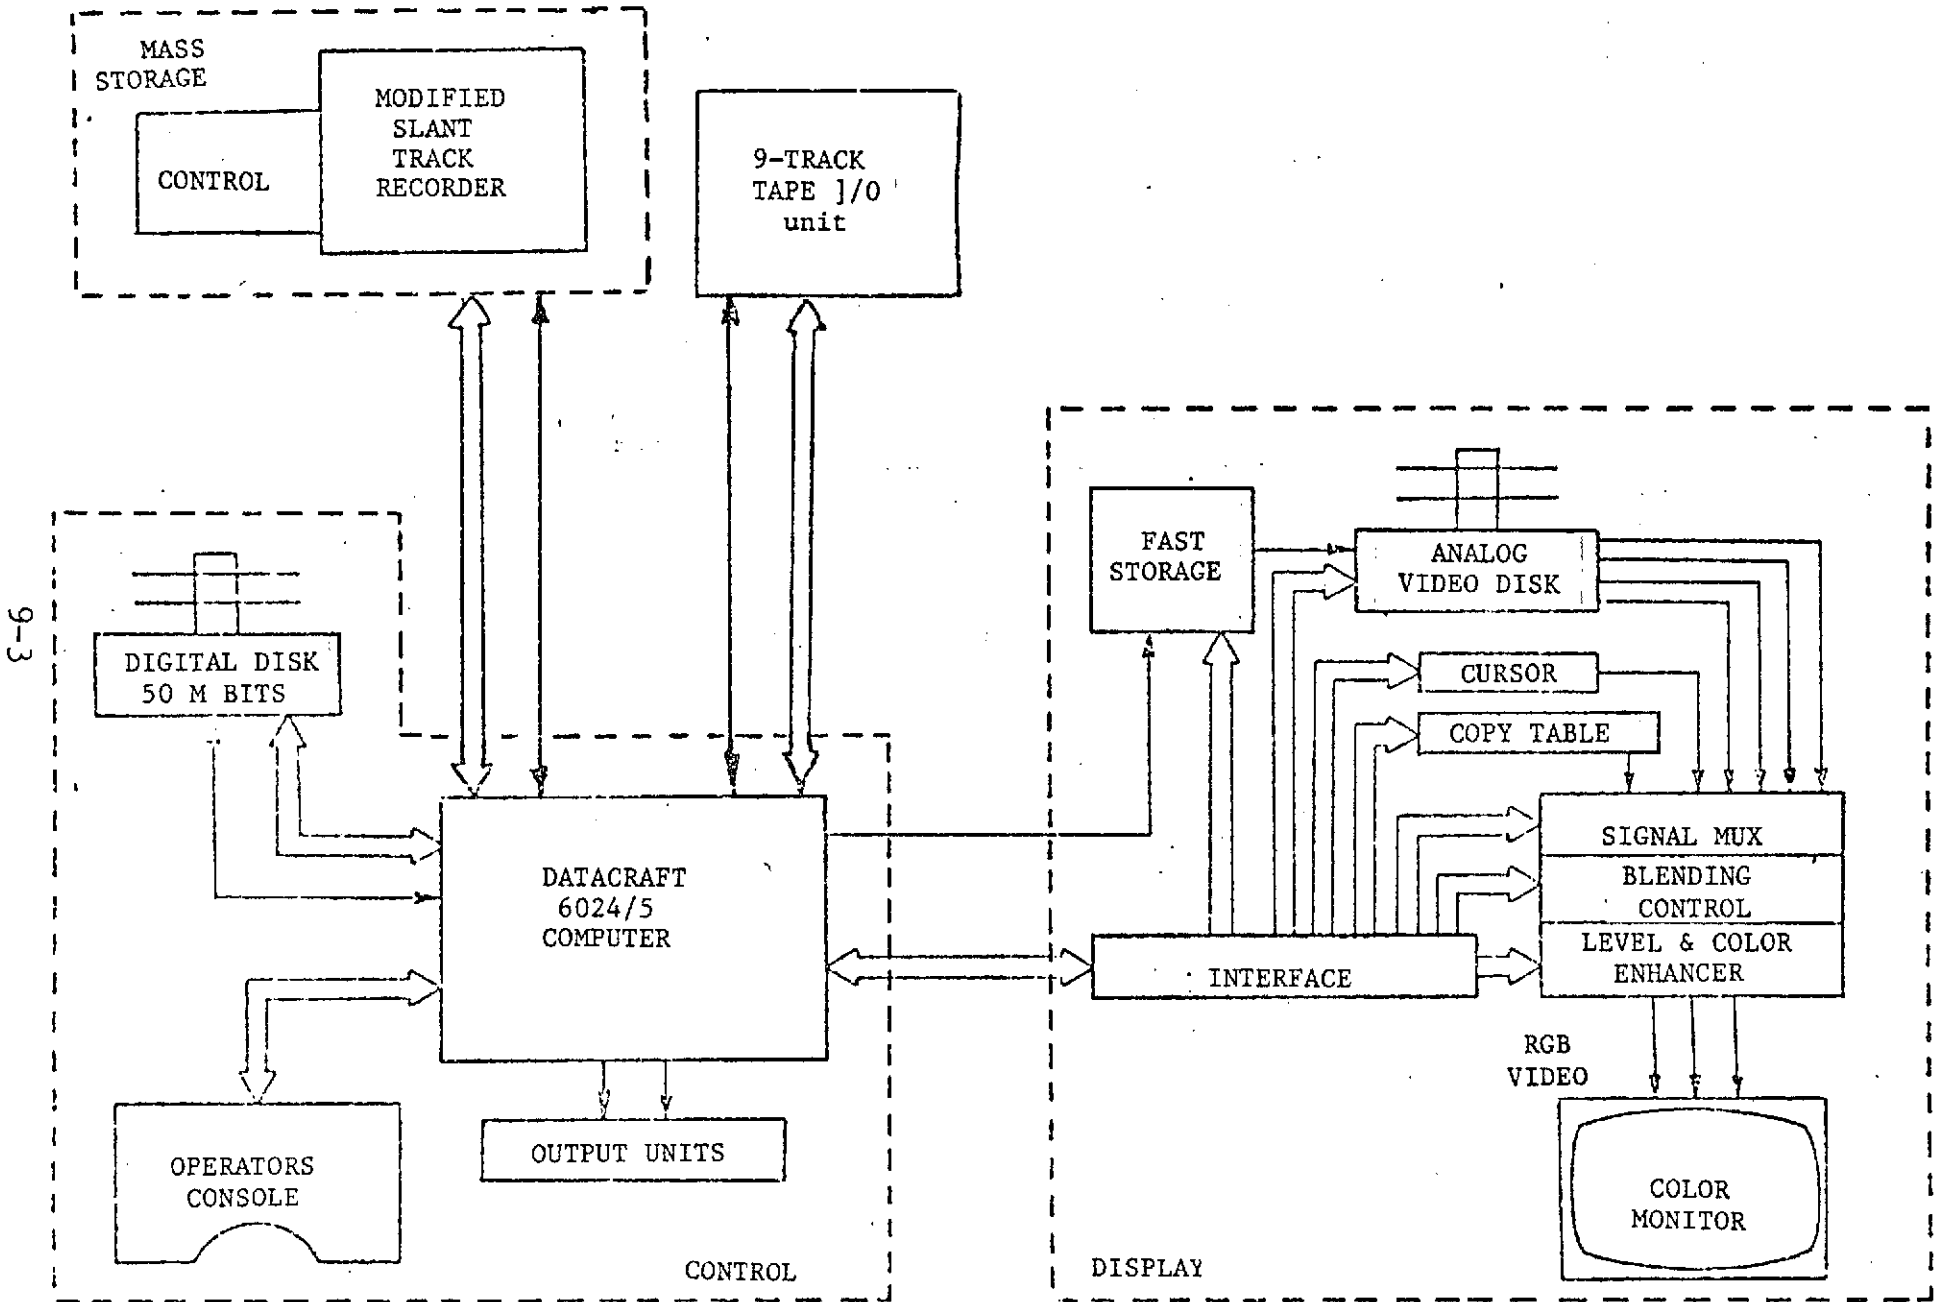 MASS
STORAGE
CONTROL
MODIFIED
SLANT
TRACK
RECORDER
9-TRACK
TAPE ]/O
unit
9-3
DIGITAL DISK
50 M BITS
DATACRAFT
6024/5
COMPUTER
OPERATORS
CONSOLE
OUTPUT UNITS
CONTROL
FAST
STORAGE
ANALOG
VIDEO DISK
CURSOR
COPY TABLE
SIGNAL MUX
BLENDING
CONTROL
LEVEL & COLOR
ENHANCER
INTERFACE
RGB
VIDEO
COLOR
MONITOR
DISPLAY